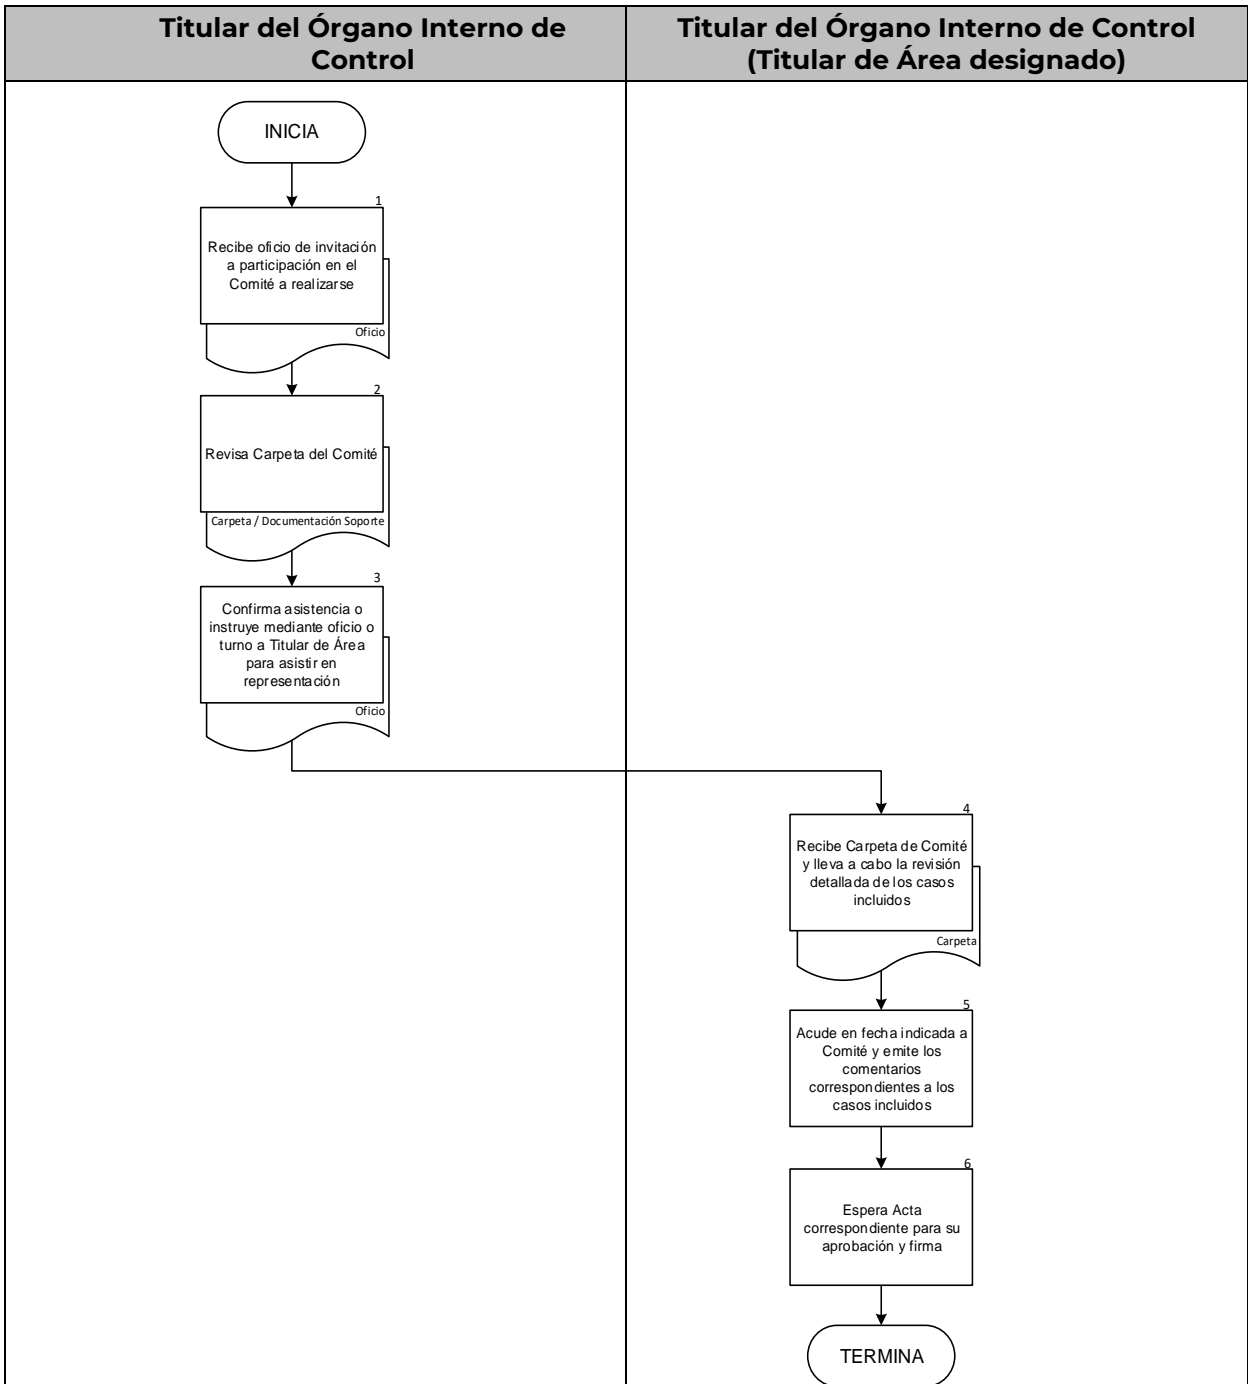 Titular del Órgano Interno de
Control
Titular del Órgano Interno de Control
(Titular de Área designado)
INICIA
1
Recibe oficio de invitación
a participación en el
Comité a realizarse
Oficio
2
Revisa Carpeta del Comité
Carpeta / Documentación Soporte
3
Confirma asistencia o
instruye mediante oficio o
turno a Titular de Área
para asistir en
representación
Oficio
4
Recibe Carpeta de Comité
y lleva a cabo la revisión
detallada de los casos
incluidos
Carpeta
5
Acude en fecha indicada a
Comité y emite los
comentarios
correspondientes a los
casos incluidos
6
Espera Acta
correspondiente para su
aprobación y firma
TERMINA